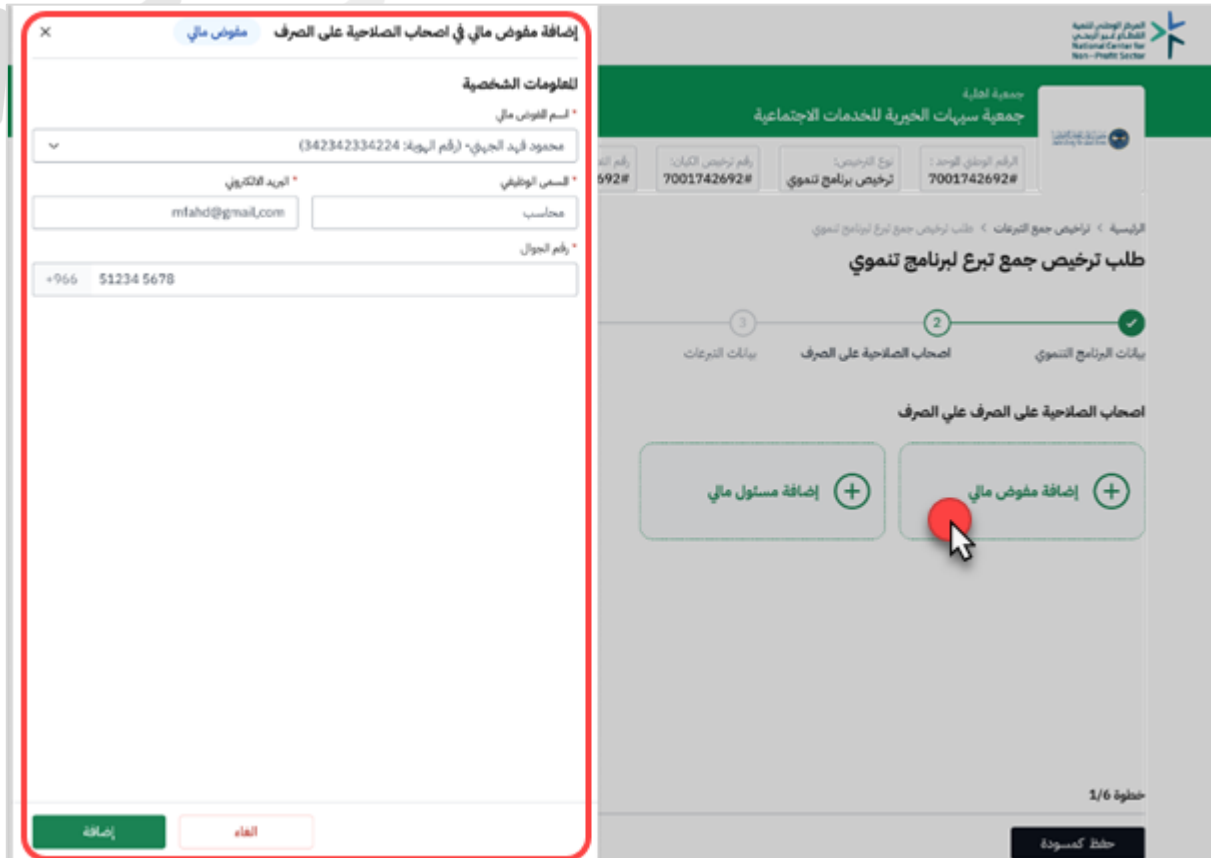 المركز الوطني لتنمية
القطاع غير الربحي
National Center for
Non-Profit Sector
جمعية اهلية
جمعية سيهات الخيرية للخدمات الاجتماعية
الرقم الوطني الموحد :
7001742692#
نوع الترخيص:
ترخيص برنامج تنموي
رقم ترخيص الكيان:
7001742692#
692#
الرئيسية > تراخيص جمع التبرعات > طلب ترخيص جمع تبرع لبرنامج تنموي
طلب ترخيص جمع تبرع لبرنامج تنموي
2
3
بيانات البرنامج التنموي
اصحاب الصلاحية على الصرف
بيانات التبرعات
اصحاب الصلاحية على الصرف علي الصرف
إضافة مفوض مالي
إضافة مسئول مالي
خطوة 1/6
حفظ كمسودة
إضافة مفوض مالي في اصحاب الصلاحية على الصرف
مفوض مالي
×
المعلومات الشخصية
* اسم المفوض مالي
محمود فهد الجهني- (رقم الهوية: 342342334224)
* المسمى الوظيفي
محاسب
* البريد الالكتروني
mfahd@gmail,com
* رقم الجوال
+966 51234 5678
الغاء
إضافة